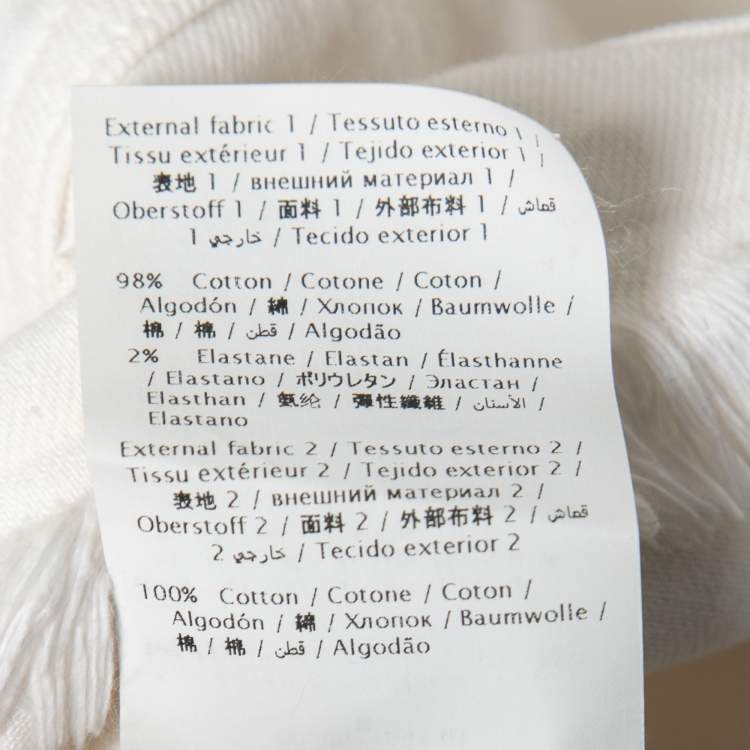 External fabric 1 / Tessuto esterno 1 /
Tissu extérieur 1 / Tejido exterior 1 /
表地 1 / внешний материал 1 /
Oberstoff 1 / 面料 1 / 外部布料 1 / قماش
خارجي 1 / Tecido exterior 1
98% Cotton / Cotone / Coton /
Algodón / 綿 / Хлопок / Baumwolle /
棉 / 棉 / قطن / Algodão
2% Elastane / Elastan / Élasthanne
/ Elastano / ポリウレタン / Эластан /
Elasthan / 氨纶 / 彈性纖維 / الأستان /
Elastano
External fabric 2 / Tessuto esterno 2 /
Tissu extérieur 2 / Tejido exterior 2 /
表地 2 / внешний материал 2 /
Oberstoff 2 / 面料 2 / 外部布料 2 / قماش
خارجي 2 / Tecido exterior 2
100% Cotton / Cotone / Coton /
Algodón / 綿 / Хлопок / Baumwolle /
棉 / 棉 / قطن / Algodão